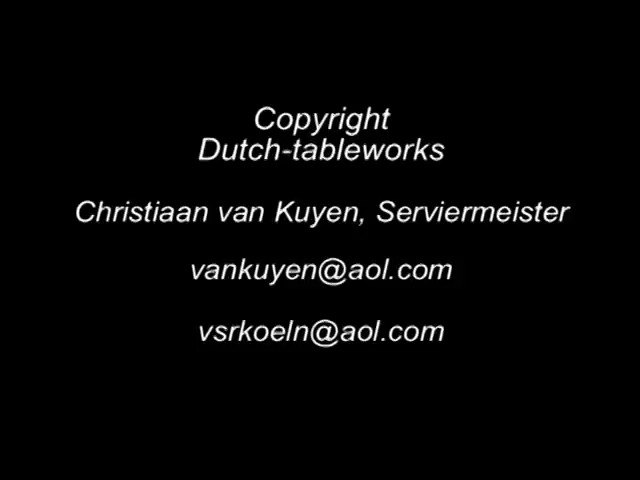 Copyright
Dutch-tableworks
Christiaan van Kuyen, Serviermeister
vankuyen@aol.com
vsrkoeln@aol.com